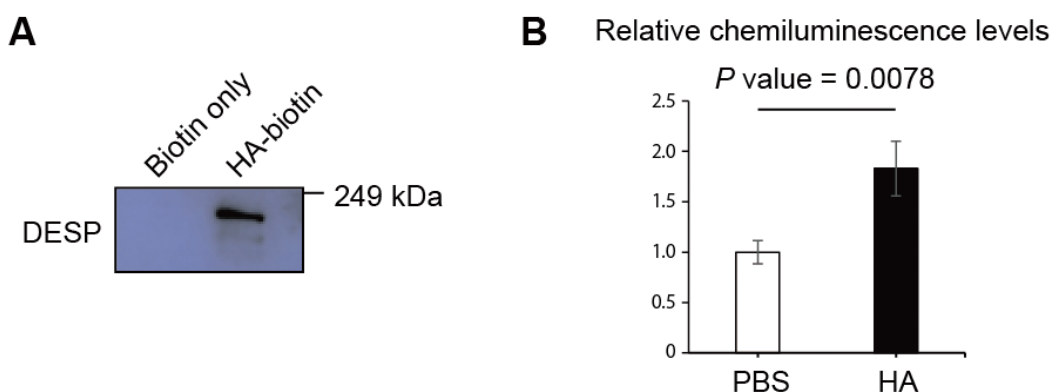 A
Biotin only
HA-biotin
249 kDa
DESP
B
Relative chemiluminescence levels
P value = 0.0078
2.5
2.0
1.5
1.0
0.5
0
PBS
HA